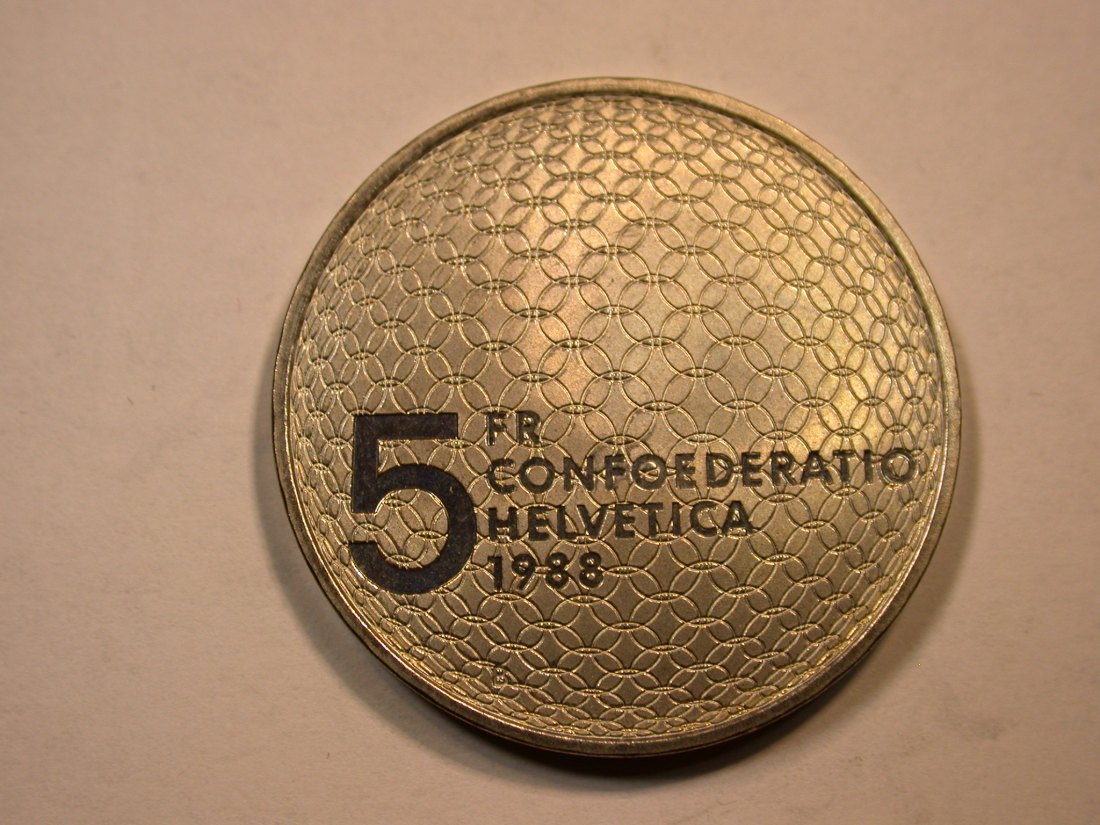 5 FR
CONFOEDERATIO
HELVETICA
1988
B